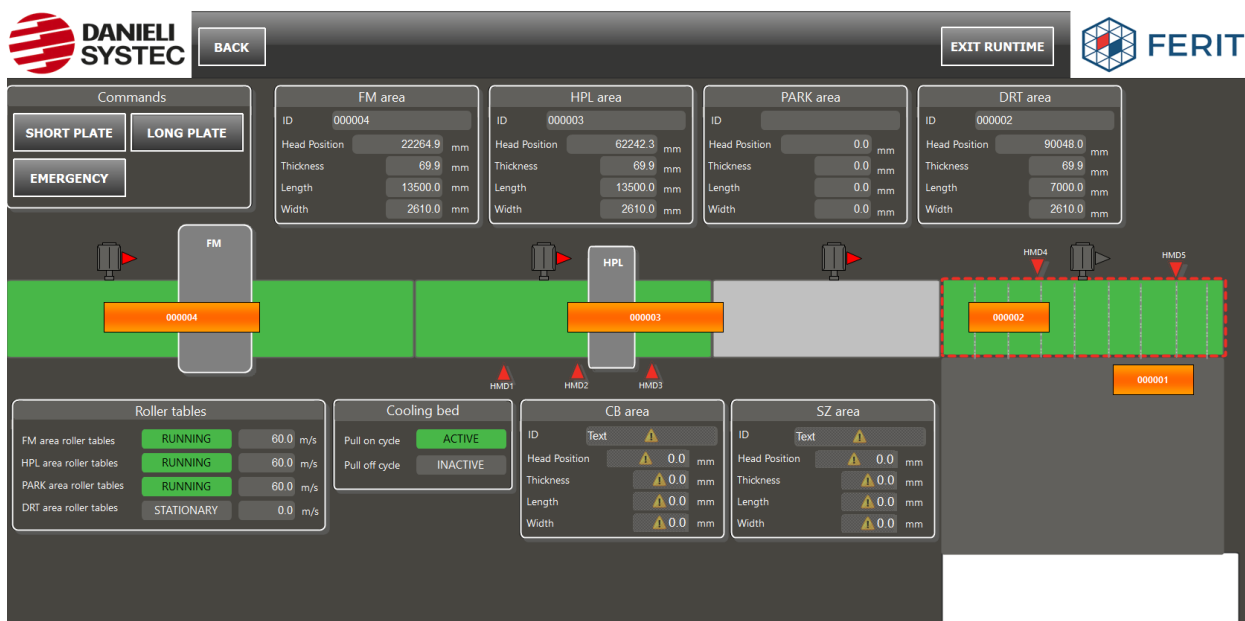 DANIELI
SYSTEC
BACK
EXIT RUNTIME
FERIT
Commands
SHORT PLATE
LONG PLATE
EMERGENCY
FM area
ID 000004
Head Position 22264.9 mm
Thickness 69.9 mm
Length 13500.0 mm
Width 2610.0 mm
HPL area
ID 000003
Head Position 62242.3 mm
Thickness 69.9 mm
Length 13500.0 mm
Width 2610.0 mm
PARK area
ID
Head Position 0.0 mm
Thickness 0.0 mm
Length 0.0 mm
Width 0.0 mm
DRT area
ID 000002
Head Position 90048.0 mm
Thickness 69.9 mm
Length 7000.0 mm
Width 2610.0 mm
FM
HPL
HMD4
HMD5
000004
000003
000002
000001
HMD1
HMD2
HMD3
Roller tables
FM area roller tables RUNNING 60.0 m/s
HPL area roller tables RUNNING 60.0 m/s
PARK area roller tables RUNNING 60.0 m/s
DRT area roller tables STATIONARY 0.0 m/s
Cooling bed
Pull on cycle ACTIVE
Pull off cycle INACTIVE
CB area
ID Text
Head Position 0.0 mm
Thickness 0.0 mm
Length 0.0 mm
Width 0.0 mm
SZ area
ID Text
Head Position 0.0 mm
Thickness 0.0 mm
Length 0.0 mm
Width 0.0 mm